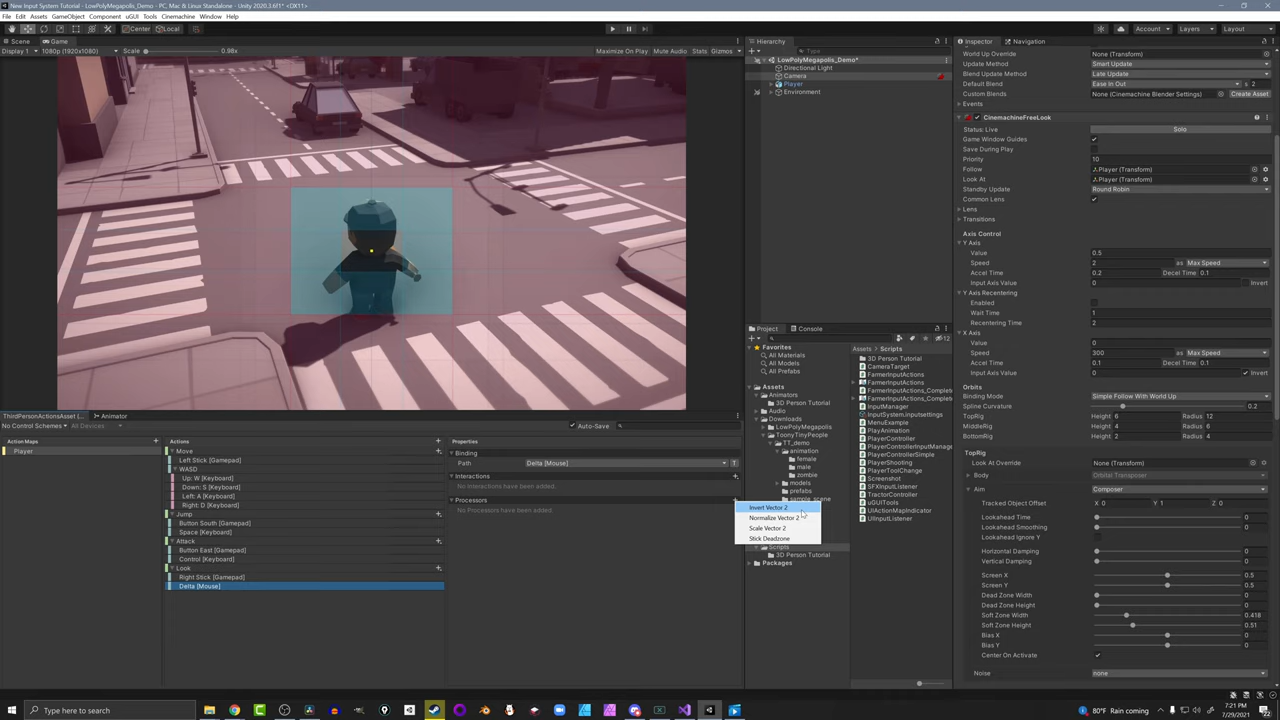 New Input System Tutorial - LowPolyMegapolis_Demo - PC, Mac & Linux Standalone - Unity 2020.3.6f1* <DX11>
File Edit Assets GameObject Component uGUI Tools Cinemachine Window Help
Center Local Account Layers Layout
Scene Game
Display 1 1080p (1920x1080) Scale 0.98x Maximize On Play Mute Audio Stats Gizmos
Hierarchy
All
LowPolyMegapolis_Demo*
Directional Light
Camera
Player
Environment
Project Console
12
Favorites
All Materials
All Models
All Prefabs
Assets
Animators
3D Person Tutorial
Audio
Downloads
LowPolyMegapolis
ToonyTinyPeople
TT_demo
animation
female
male
zombie
models
prefabs
sample_scene
Scripts
3D Person Tutorial
Packages
Assets > Scripts
3D Person Tutorial
CameraTarget
FarmerInputActions
FarmerInputActions
FarmerInputActions_Complete
FarmerInputActions_Complete
InputManager
InputSystem.inputsettings
MenuExample
PlayAnimation
PlayerController
PlayerControllerInputManage
PlayerControllerSimple
PlayerShooting
PlayerToolChange
Screenshot
SFXInputListener
TractorController
uGUITools
UIActionMapIndicator
UIInputListener
Inspector Navigation
World Up Override None (Transform)
Update Method Smart Update
Blend Update Method Late Update
Default Blend Ease In Out s 2
Custom Blends None (Cinemachine Blender Settings) Create Asset
Events
CinemachineFreeLook
Status: Live Solo
Game Window Guides
Save During Play
Priority 10
Follow Player (Transform)
Look At Player (Transform)
Standby Update Round Robin
Common Lens
Lens
Transitions
Axis Control
Y Axis
Value 0.5
Speed 2 as Max Speed
Accel Time 0.2 Decel Time 0.1
Input Axis Value 0 Invert
Y Axis Recentering
Enabled
Wait Time 1
Recentering Time 2
X Axis
Value 0
Speed 300 as Max Speed
Accel Time 0.1 Decel Time 0.1
Input Axis Value 0 Invert
Orbits
Binding Mode Simple Follow With World Up
Spline Curvature 0.2
TopRig Height 6 Radius 12
MiddleRig Height 4 Radius 6
BottomRig Height 2 Radius 4
TopRig
Look At Override None (Transform)
Body Orbital Transposer
Aim Composer
Tracked Object Offset X 0 Y 1 Z 0
Lookahead Time 0
Lookahead Smoothing 0
Lookahead Ignore Y
Horizontal Damping 0
Vertical Damping 0
Screen X 0.5
Screen Y 0.5
Dead Zone Width 0
Dead Zone Height 0
Soft Zone Width 0.418
Soft Zone Height 0.51
Bias X 0
Bias Y 0
Center On Activate
Noise none
ThirdPersonActionsAsset (... Animator
No Control Schemes All Devices Auto-Save
Action Maps
Player
Actions
Move
Left Stick [Gamepad]
WASD
Up: W [Keyboard]
Down: S [Keyboard]
Left: A [Keyboard]
Right: D [Keyboard]
Jump
Button South [Gamepad]
Space [Keyboard]
Attack
Button East [Gamepad]
Control [Keyboard]
Look
Right Stick [Gamepad]
Delta [Mouse]
Properties
Binding
Path Delta [Mouse] T
Interactions
No Interactions have been added.
Processors
No Processors have been added.
Invert Vector 2
Normalize Vector 2
Scale Vector 2
Stick Deadzone
Type here to search
80°F Rain coming
7:21 PM
7/29/2021